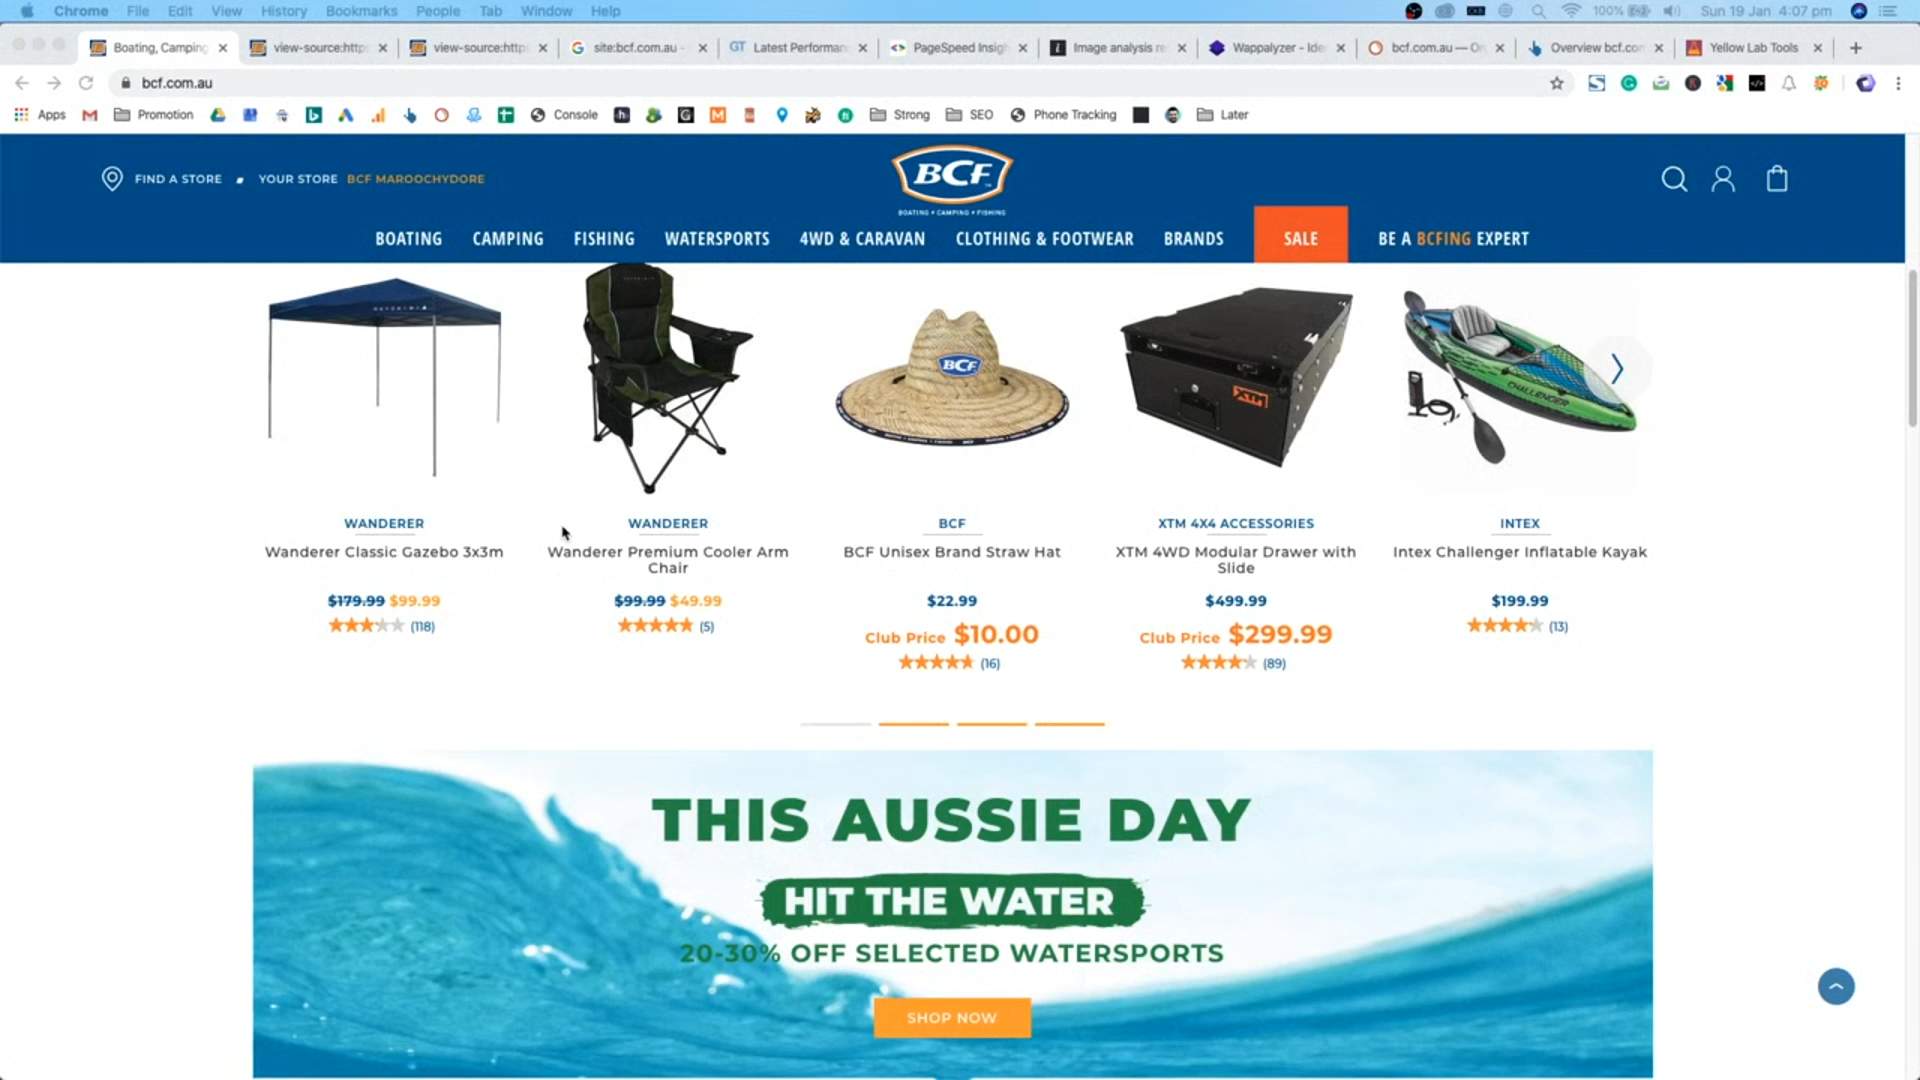 Chrome File Edit View History Bookmarks People Tab Window Help 100% Sun 19 Jan 4:07 pm
Boating, Camping view-source:http: view-source:http: site:bcf.com.au - GT Latest Performan PageSpeed Insigh Image analysis re Wappalyzer - Ide bcf.com.au — Overview bcf.com Yellow Lab Tools
bcf.com.au
Apps Promotion Console Strong SEO Phone Tracking Later
FIND A STORE YOUR STORE BCF MAROOCHYDORE
BCF
BOATING • CAMPING • FISHING
BOATING CAMPING FISHING WATERSPORTS 4WD & CARAVAN CLOTHING & FOOTWEAR BRANDS SALE BE A BCFING EXPERT
BCF
XTM
CHALLENGER
WANDERER WANDERER BCF XTM 4X4 ACCESSORIES INTEX
Wanderer Classic Gazebo 3x3m Wanderer Premium Cooler Arm BCF Unisex Brand Straw Hat XTM 4WD Modular Drawer with Intex Challenger Inflatable Kayak
Chair Slide
$179.99 $99.99 $99.99 $49.99 $22.99 $499.99 $199.99
(118) (5) Club Price $10.00 Club Price $299.99 (13)
(16) (89)
THIS AUSSIE DAY
HIT THE WATER
20-30% OFF SELECTED WATERSPORTS
SHOP NOW